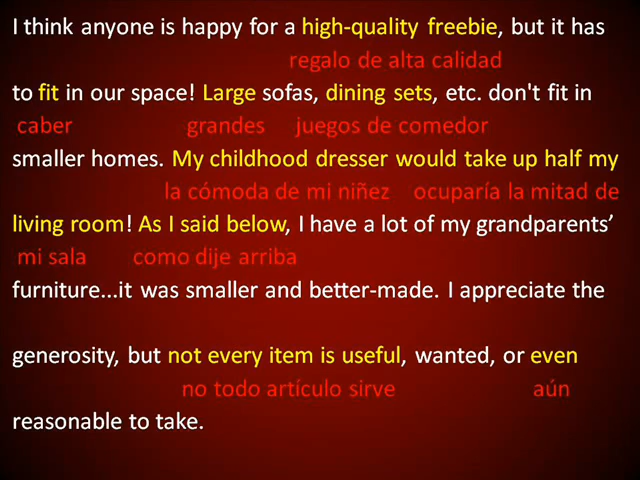 I think anyone is happy for a high-quality freebie, but it has
regalo de alta calidad
to fit in our space! Large sofas, dining sets, etc. don't fit in
caber grandes juegos de comedor
smaller homes. My childhood dresser would take up half my
la cómoda de mi niñez ocuparía la mitad de
living room! As I said below, I have a lot of my grandparents’
mi sala como dije arriba
furniture...it was smaller and better-made. I appreciate the
generosity, but not every item is useful, wanted, or even
no todo artículo sirve aún
reasonable to take.